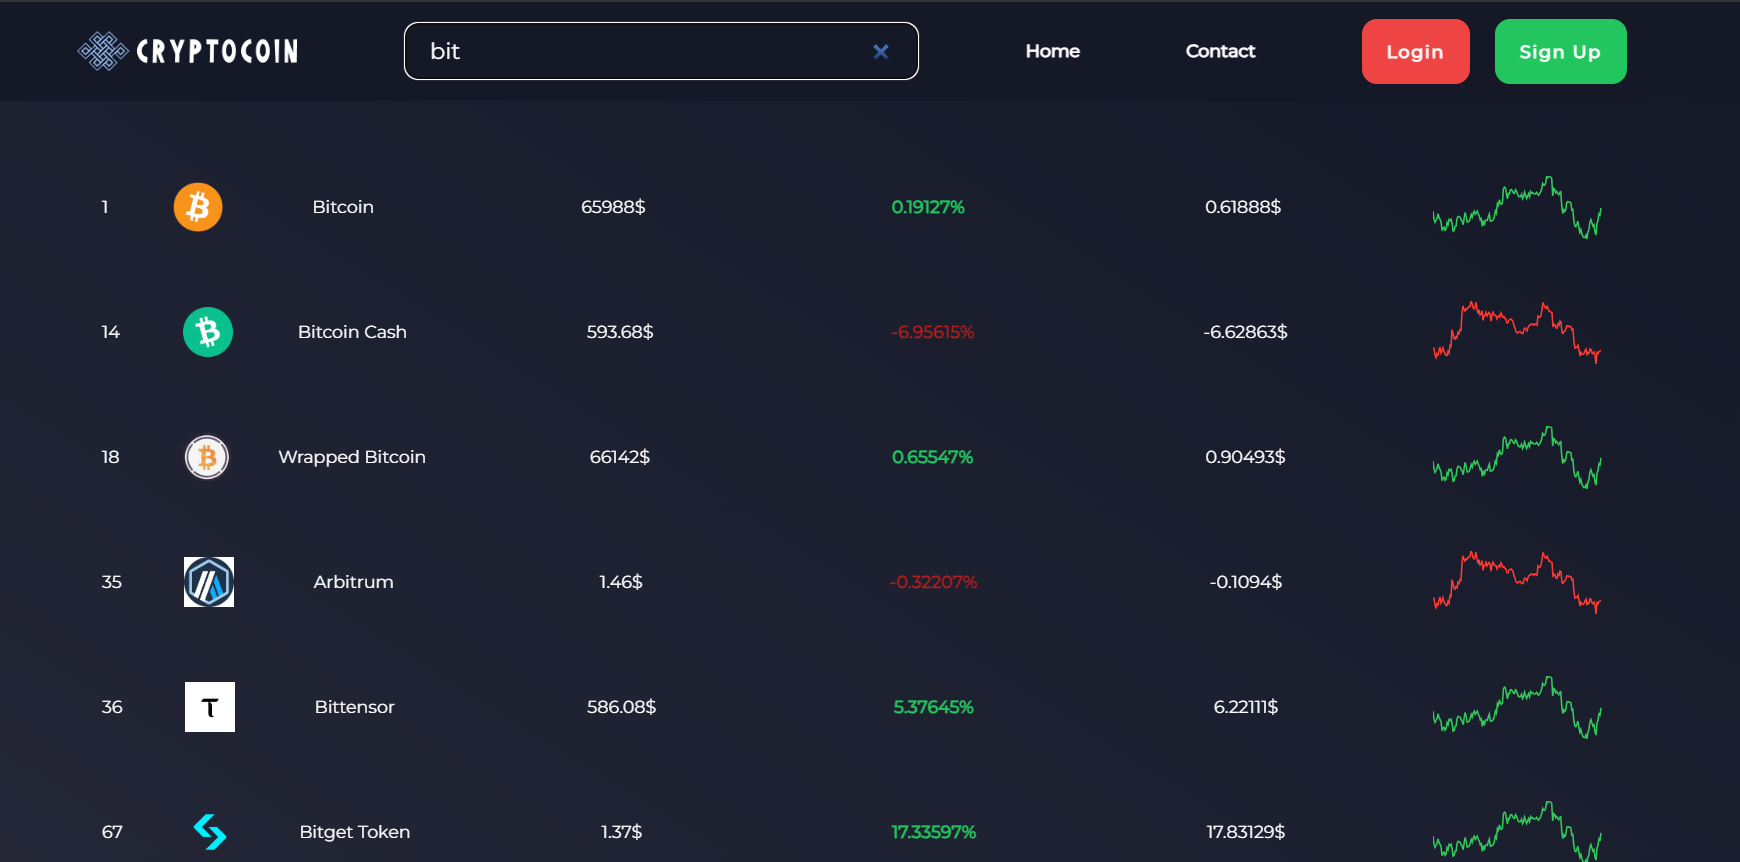 CRYPTOCOIN bit Home Contact Login Sign Up
1 Bitcoin 65988$ 0.19127% 0.61888$
14 Bitcoin Cash 593.68$ -6.95615% -6.62863$
18 Wrapped Bitcoin 66142$ 0.65547% 0.90493$
35 Arbitrum 1.46$ -0.32207% -0.1094$
36 Bittensor 586.08$ 5.37645% 6.22111$
67 Bitget Token 1.37$ 17.33597% 17.83129$